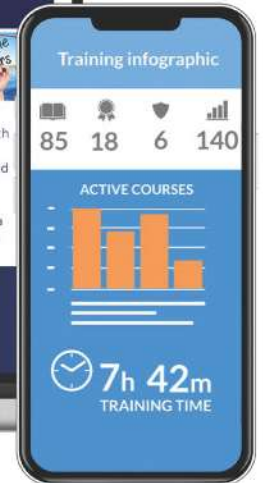 Training infographic
85 18 6 140
ACTIVE COURSES
7h 42m
TRAINING TIME